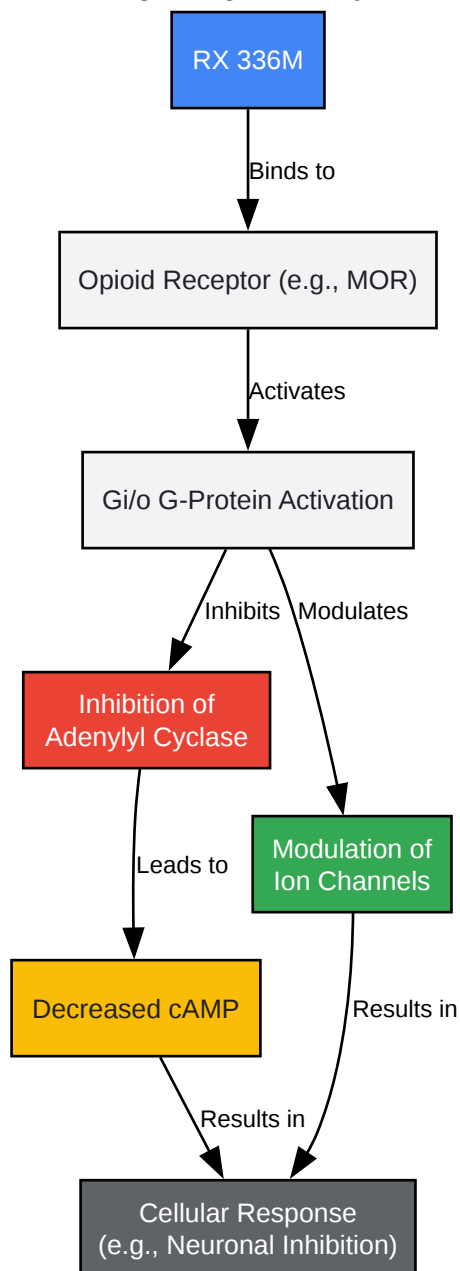 RX 336M
Binds to
Opioid Receptor (e.g., MOR)
Activates
Gi/o G-Protein Activation
Inhibits
Modulates
Inhibition of
Adenylyl Cyclase
Modulation of
Ion Channels
Leads to
Decreased cAMP
Results in
Results in
Cellular Response
(e.g., Neuronal Inhibition)